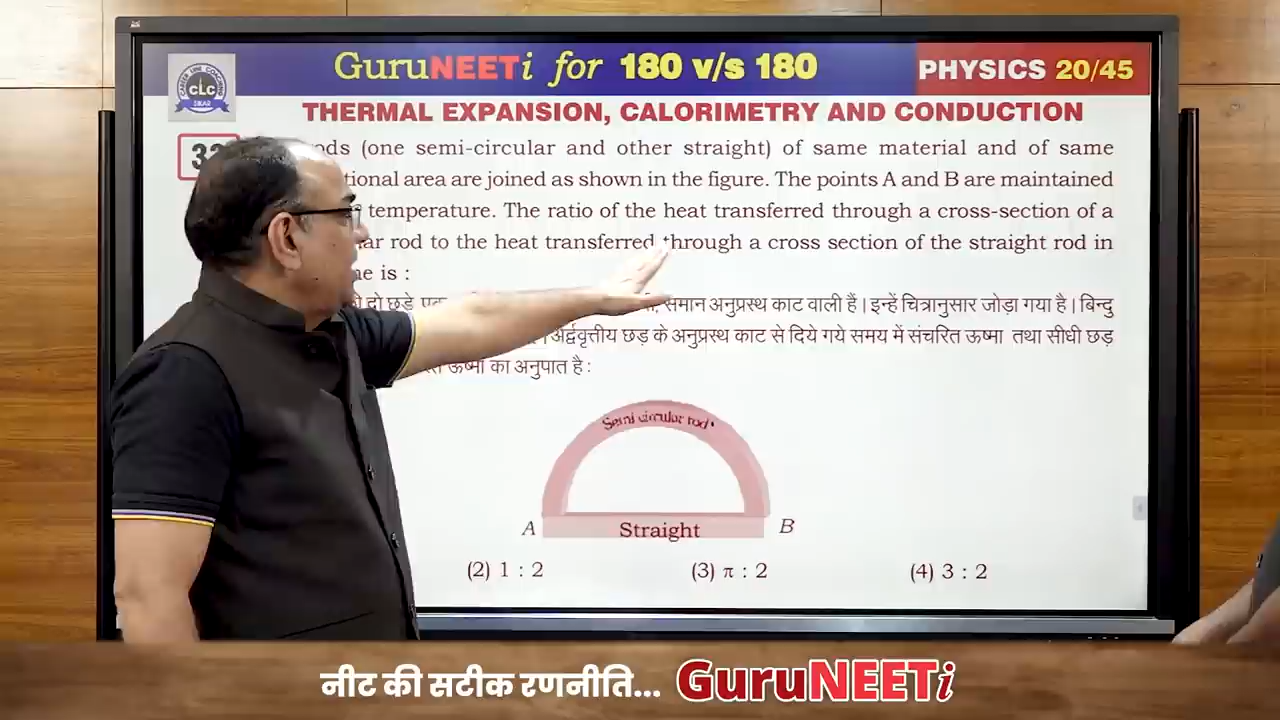 GuruNEETi for 180 v/s 180
PHYSICS 20/45
CLC
SIKAR
THERMAL EXPANSION, CALORIMETRY AND CONDUCTION
(one semi-circular and other straight) of same material and of same
area are joined as shown in the figure. The points A and B are maintained
temperature. The ratio of the heat transferred through a cross-section of a
rod to the heat transferred through a cross section of the straight rod in
is :
दो छड़े समान अनुप्रस्थ काट वाली हैं। इन्हें चित्रानुसार जोड़ा गया है। बिन्दु
अर्द्धवृत्तीय छड़ के अनुप्रस्थ काट से दिये गये समय में संचरित ऊष्मा तथा सीधी छड़
ऊष्मा का अनुपात है :
Semi circular rod
A Straight B
(2) 1 : 2 (3) π : 2 (4) 3 : 2
नीट की सटीक रणनीति... GuruNEETi